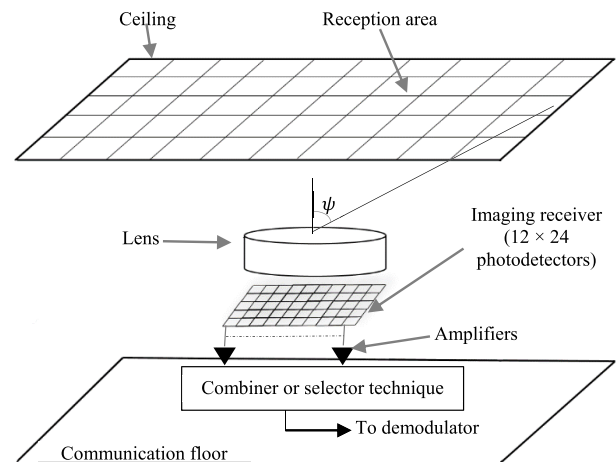 Ceiling
Reception area
ψ
Lens
Imaging receiver
(12 × 24
photodetectors)
Amplifiers
Combiner or selector technique
To demodulator
Communication floor